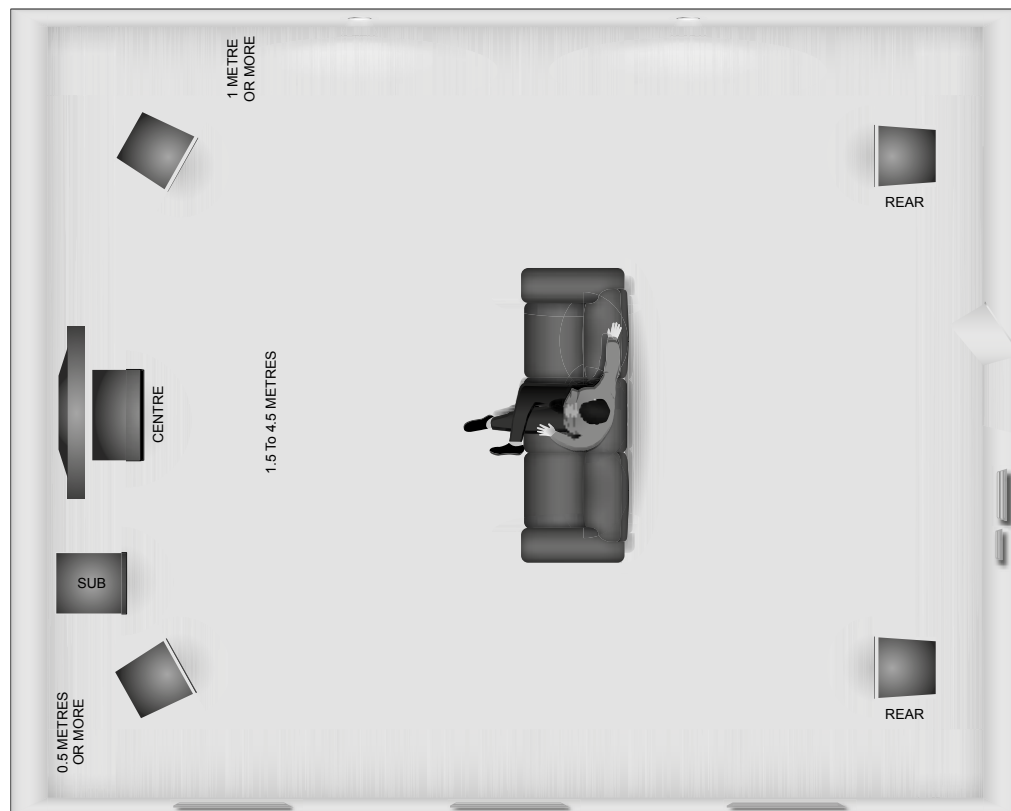 1 METRE
OR MORE
REAR
CENTRE
1.5 To 4.5 METRES
SUB
0.5 METRES
OR MORE
REAR